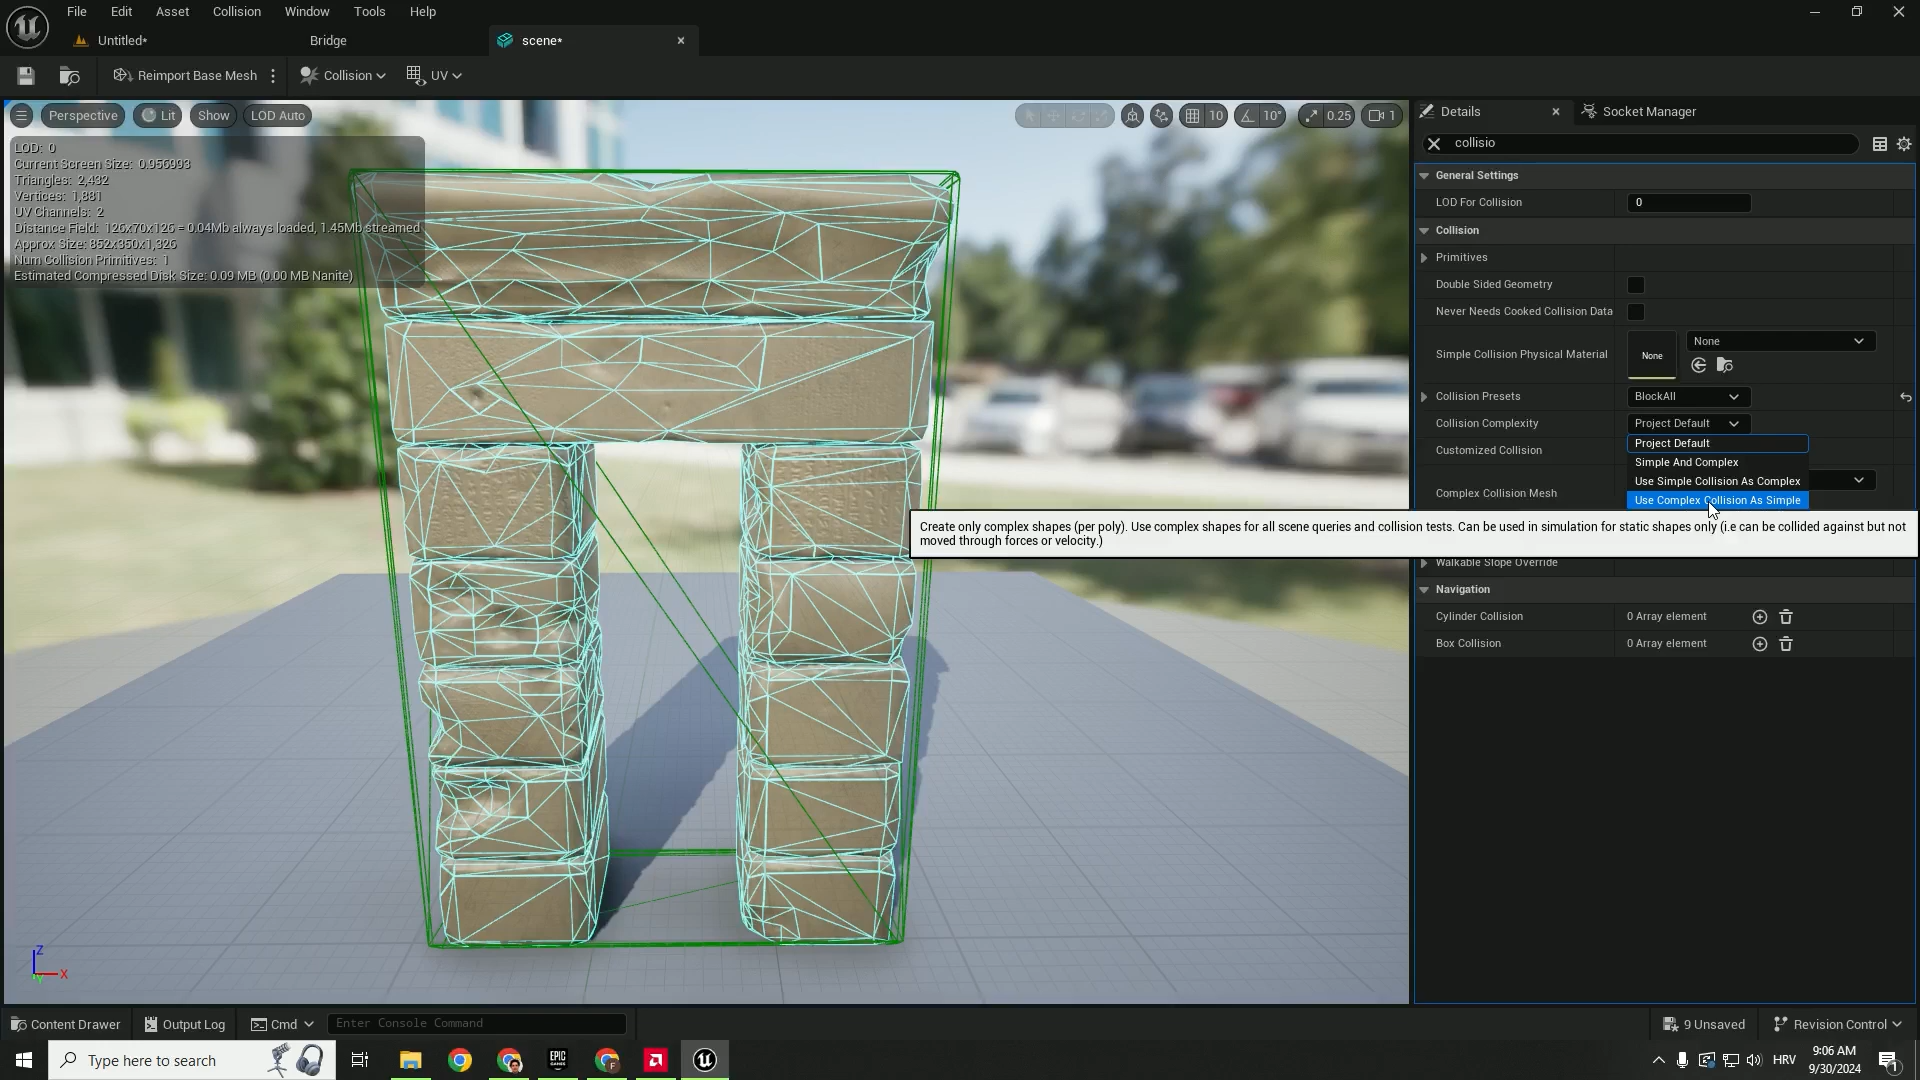 File Edit Asset Collision Window Tools Help
Untitled* Bridge scene*
Reimport Base Mesh Collision UV
Perspective Lit Show LOD Auto 10 10° 0.25 1
LOD: 0
Current Screen Size: 0.956993
Triangles: 2,432
Vertices: 1,881
UV Channels: 2
Distance Field: 126x70x126 = 0.04Mb always loaded, 1.45Mb streamed
Approx Size: 852x350x1,326
Num Collision Primitives: 1
Estimated Compressed Disk Size: 0.09 MB (0.00 MB Nanite)
Z
X
Y
Details Socket Manager
collisio
General Settings
LOD For Collision 0
Collision
Primitives
Double Sided Geometry
Never Needs Cooked Collision Data
Simple Collision Physical Material None None
Collision Presets BlockAll
Collision Complexity Project Default
Project Default
Customized Collision
Simple And Complex
Use Simple Collision As Complex
Complex Collision Mesh
Use Complex Collision As Simple
Create only complex shapes (per poly). Use complex shapes for all scene queries and collision tests. Can be used in simulation for static shapes only (i.e can be collided against but not
moved through forces or velocity.)
Walkable Slope Override
Navigation
Cylinder Collision 0 Array element
Box Collision 0 Array element
Content Drawer Output Log Cmd Enter Console Command 9 Unsaved Revision Control
Type here to search EPIC GAMES F HRV 9:06 AM
9/30/2024 1